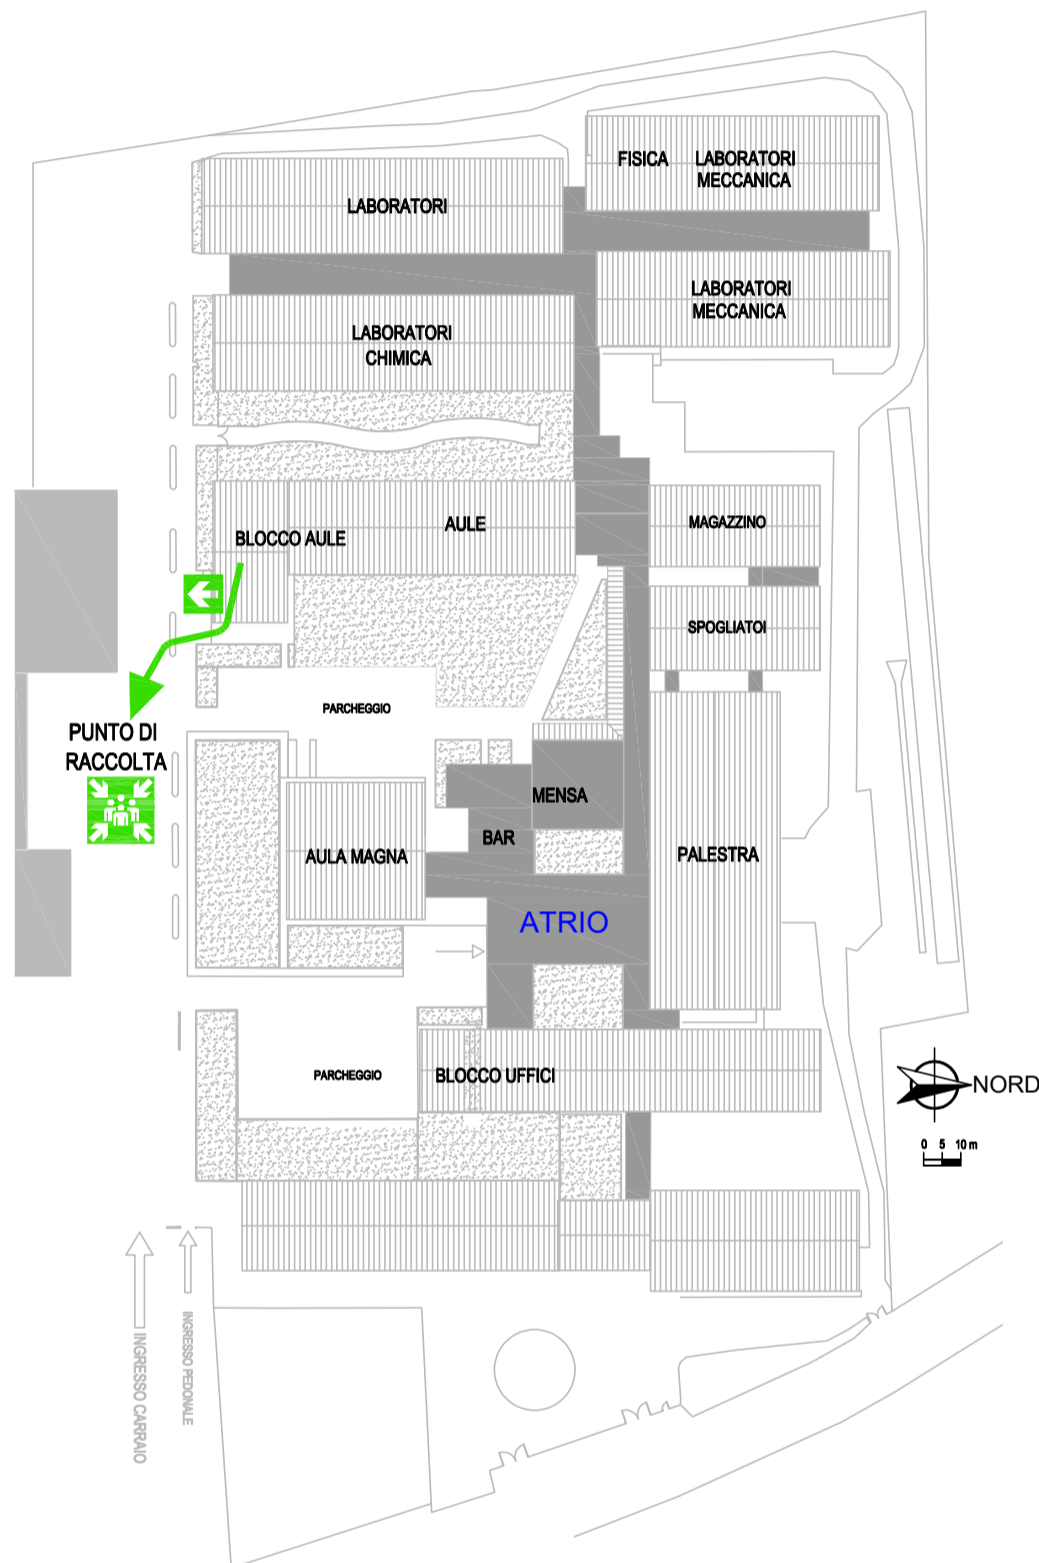 FISICA
LABORATORI
MECCANICA
LABORATORI
LABORATORI
MECCANICA
LABORATORI
CHIMICA
AULE
BLOCCO AULE
MAGAZZINO
SPOGLIATOI
PARCHEGGIO
PUNTO DI
RACCOLTA
MENSA
BAR
AULA MAGNA
PALESTRA
ATRIO
PARCHEGGIO
BLOCCO UFFICI
NORD
0 5 10 m
INGRESSO CARRAIO
INGRESSO PEDONALE